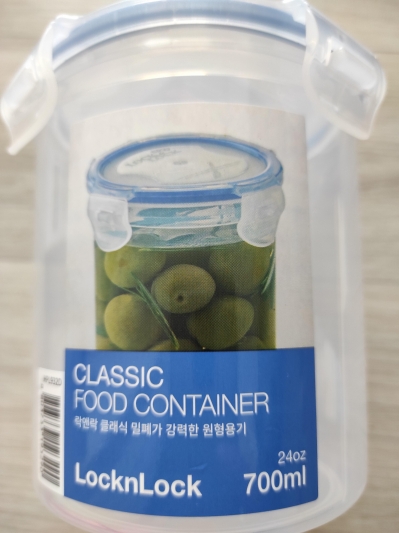 CLASSIC
FOOD CONTAINER
락앤락 클래식 밀폐가 강력한 원형용기
24oz
LocknLock 700ml